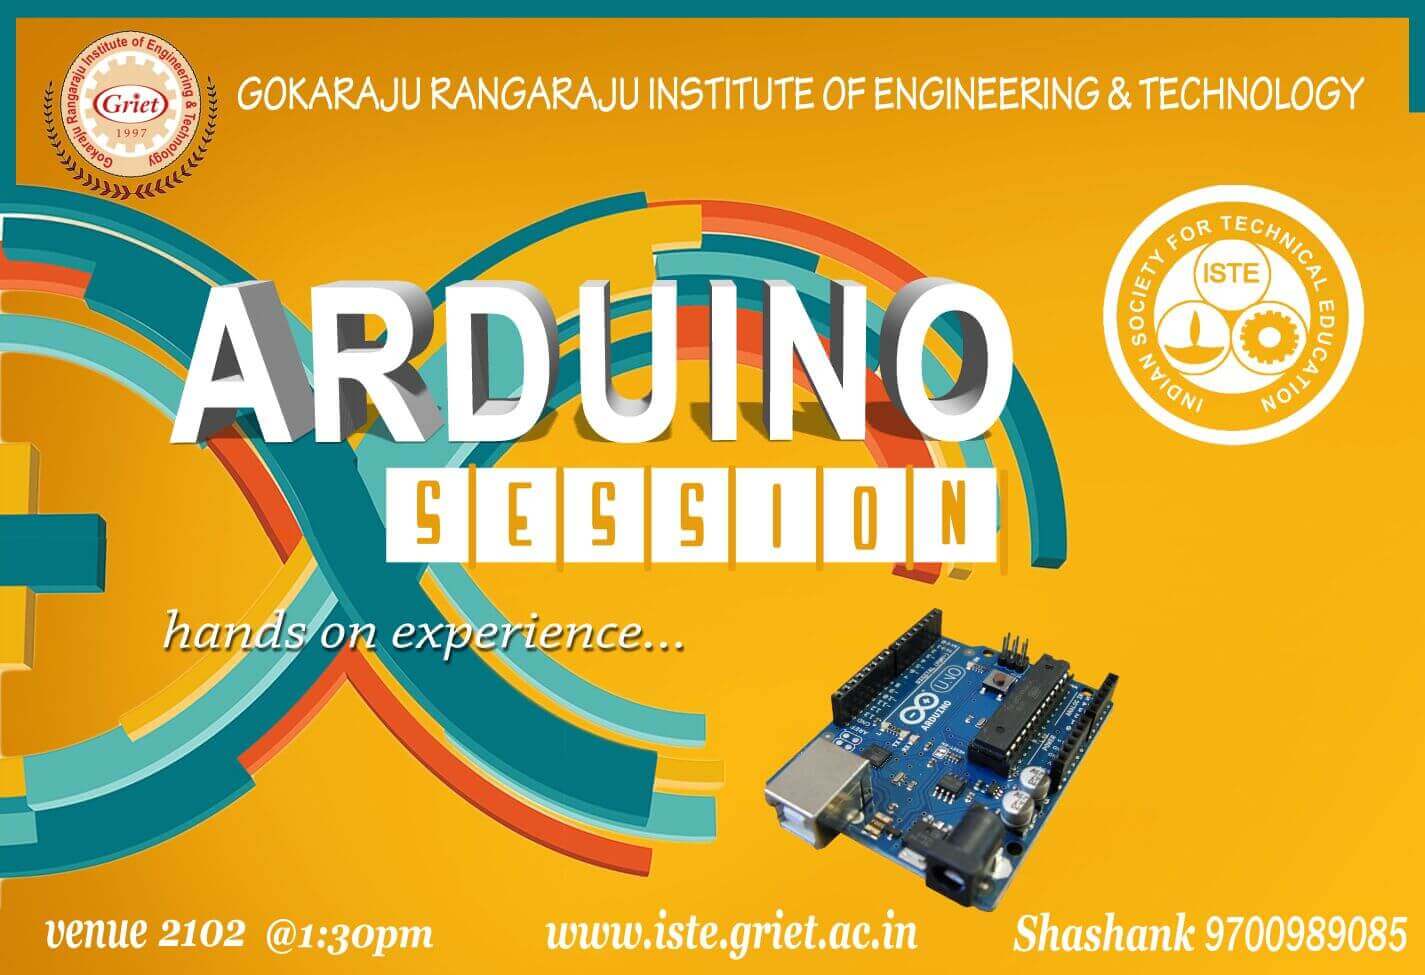 Gokaraju Rangaraju Institute of Engineering & Technology
Griet
1997
GOKARAJU RANGARAJU INSTITUTE OF ENGINEERING & TECHNOLOGY
INDIAN SOCIETY FOR TECHNICAL EDUCATION
ISTE
ARDUINO
SESSION
hands on experience...
UNO
ARDUINO
venue 2102 @1:30pm
www.iste.griet.ac.in
Shashank 9700989085